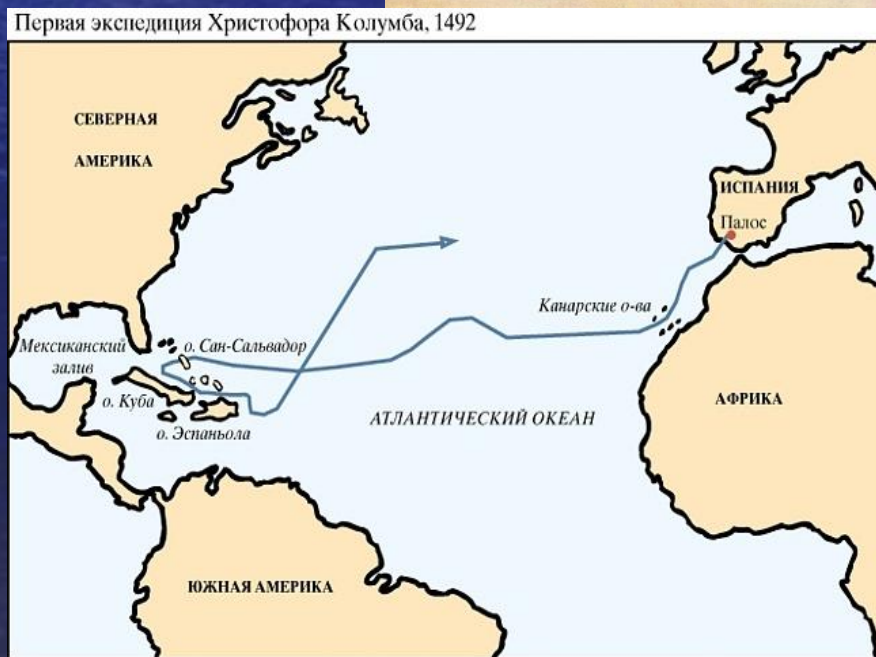 Первая экспедиция Христофора Колумба, 1492
СЕВЕРНАЯ
АМЕРИКА
ИСПАНИЯ
Палос
Канарские о-ва
Мексиканский
залив
о. Сан-Сальвадор
о. Куба
о. Эспаньола
АТЛАНТИЧЕСКИЙ ОКЕАН
АФРИКА
ЮЖНАЯ АМЕРИКА